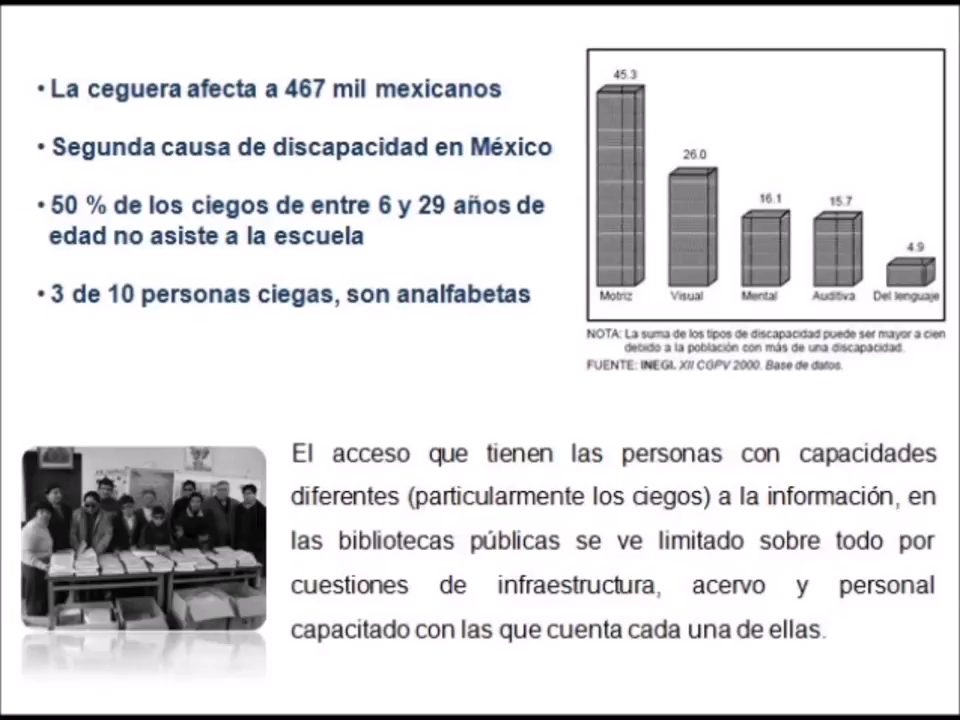 • La ceguera afecta a 467 mil mexicanos
• Segunda causa de discapacidad en México
• 50 % de los ciegos de entre 6 y 29 años de
edad no asiste a la escuela
• 3 de 10 personas ciegas, son analfabetas
45.3
26.0
16.1
15.7
4.9
Motriz
Visual
Mental
Auditiva
Del lenguaje
NOTA: La suma de los tipos de discapacidad puede ser mayor a cien
debido a la población con más de una discapacidad.
FUENTE: INEGI. XII CGPV 2000. Base de datos.
El acceso que tienen las personas con capacidades
diferentes (particularmente los ciegos) a la información, en
las bibliotecas públicas se ve limitado sobre todo por
cuestiones de infraestructura, acervo y personal
capacitado con las que cuenta cada una de ellas.